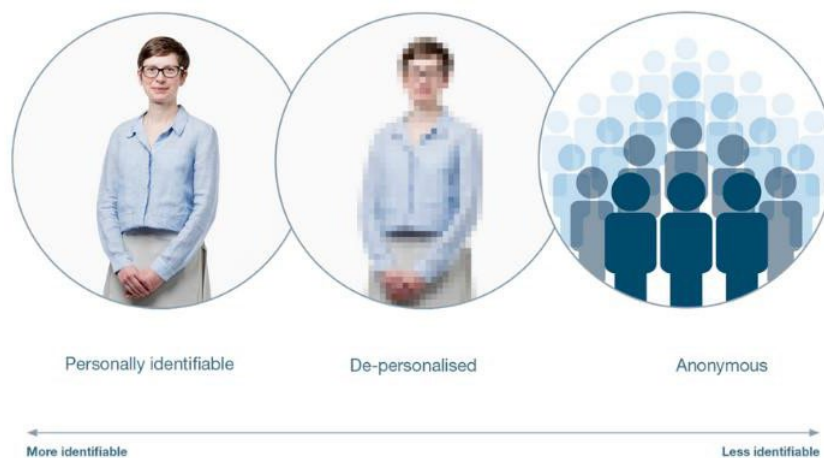 Personally identifiable
De-personalised
Anonymous
More identifiable
Less identifiable